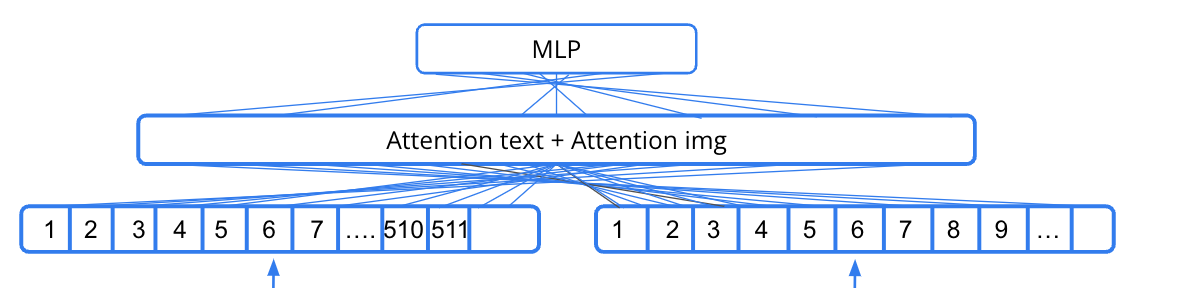 MLP
Attention text + Attention img
1 2 3 4 5 6 7 .... 510 511
1 2 3 4 5 6 7 8 9 ...